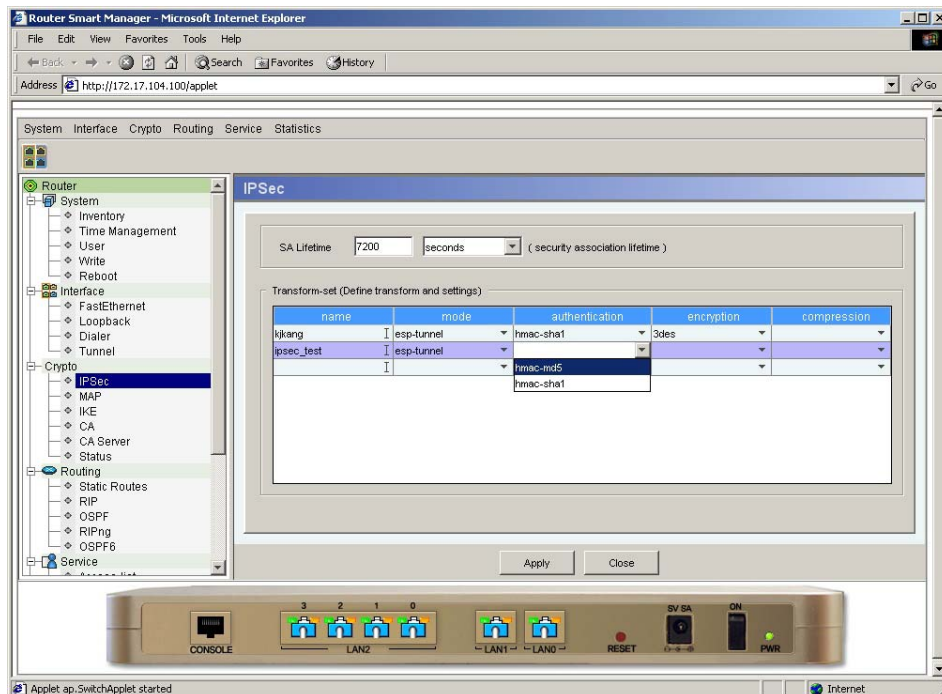 Router Smart Manager - Microsoft Internet Explorer
File Edit View Favorites Tools Help
Back Search Favorites History
Address http://172.17.104.100/applet Go
System Interface Crypto Routing Service Statistics
Router
System
Inventory
Time Management
User
Write
Reboot
Interface
FastEthernet
Loopback
Dialer
Tunnel
Crypto
IPSec
MAP
IKE
CA
CA Server
Status
Routing
Static Routes
RIP
OSPF
RIPng
OSPF6
Service
IPSec
SA Lifetime 7200 seconds ( security association lifetime )
Transform-set (Define transform and settings)
name mode authentication encryption compression
kjkang esp-tunnel hmac-sha1 3des
ipsec_test esp-tunnel
hmac-md5
hmac-sha1
Apply Close
3 2 1 0 5V 5A ON
CONSOLE LAN2 LAN1 LAN0 RESET PWR
Applet ap.SwitchApplet started Internet